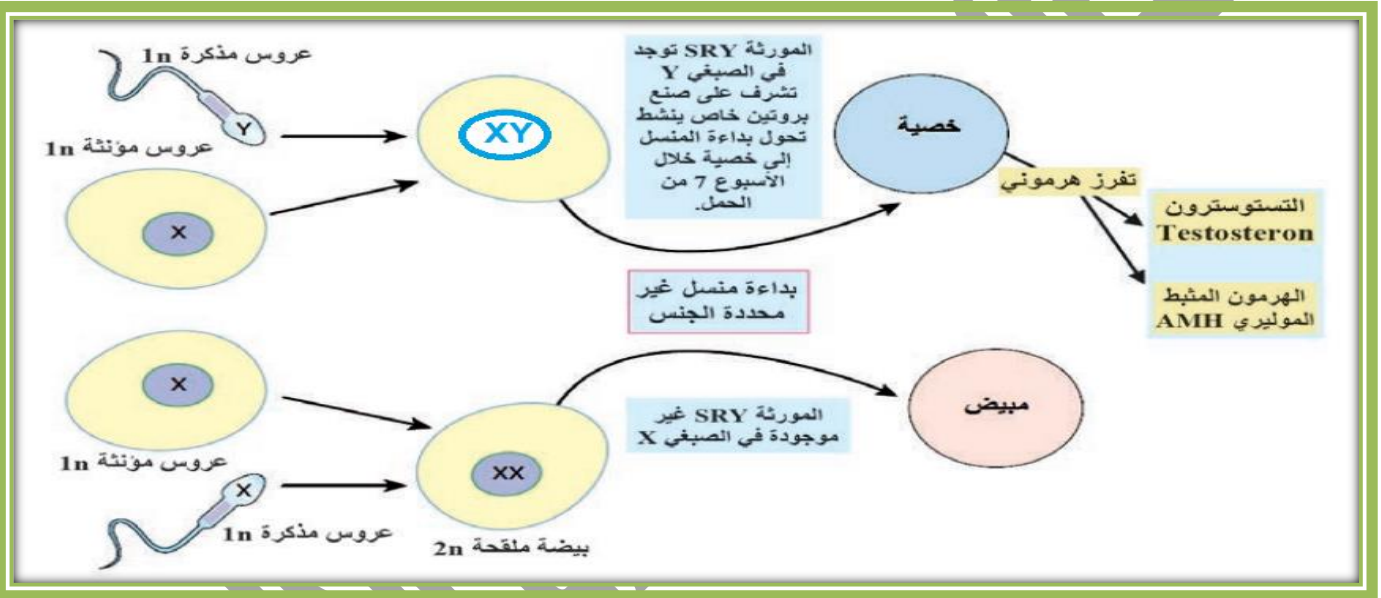 عروس مذكرة 1n
Y
عروس مؤنثة 1n
X
XY
المورثة SRY توجد
في الصبغي Y
تشرف على صنع
بروتين خاص ينشط
تحول بداءة المنسل
إلى خصية خلال
الأسبوع 7 من
الحمل.
خصية
تفرز هرموني
التستوسترون
Testosteron
الهرمون المثبط
الموليري AMH
بداءة منسل غير
محددة الجنس
X
عروس مؤنثة 1n
X
عروس مذكرة 1n
XX
بيضة ملقحة 2n
المورثة SRY غير
موجودة في الصبغي X
مبيض